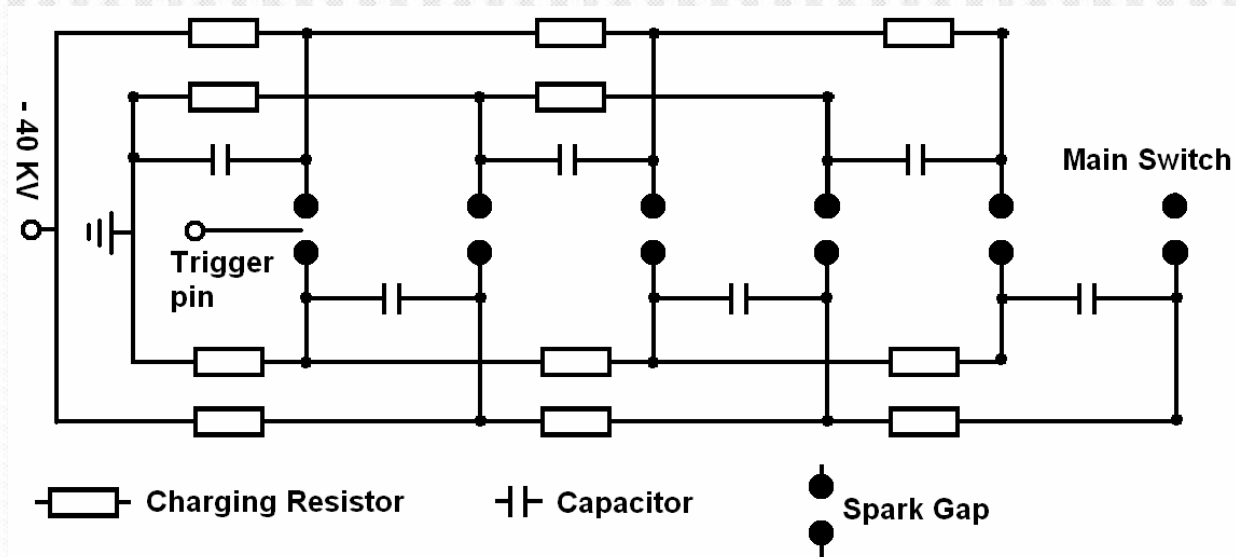 - 40 KV
Main Switch
Trigger
pin
Charging Resistor
Capacitor
Spark Gap